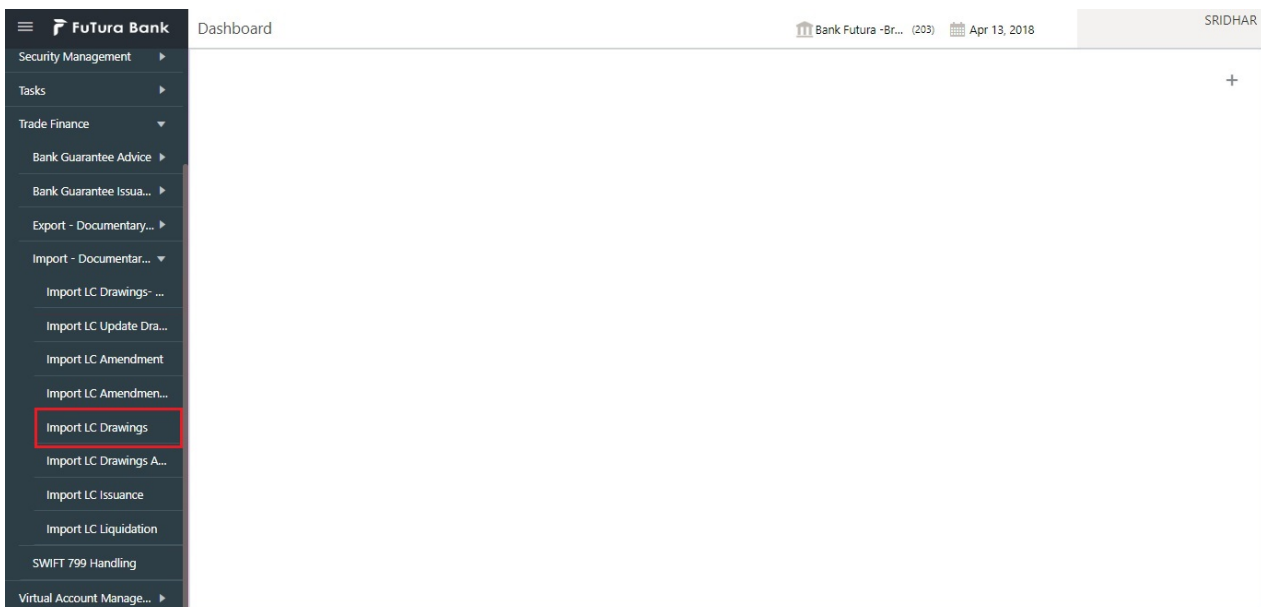 FuTura Bank
Dashboard
Bank Futura -Br... (203)
Apr 13, 2018
SRIDHAR
Security Management
Tasks
Trade Finance
Bank Guarantee Advice
Bank Guarantee Issua...
Export - Documentary...
Import - Documentar...
Import LC Drawings- ...
Import LC Update Dra...
Import LC Amendment
Import LC Amendmen...
Import LC Drawings
Import LC Drawings A...
Import LC Issuance
Import LC Liquidation
SWIFT 799 Handling
Virtual Account Manage...